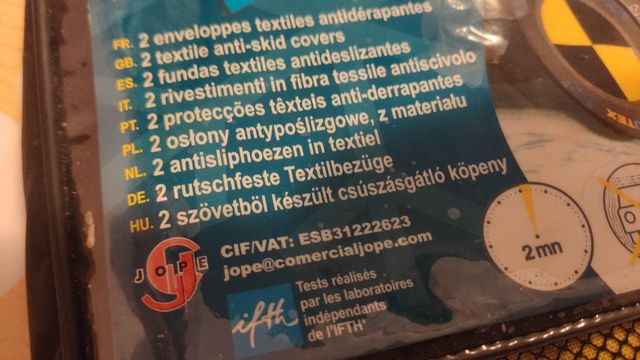 FR. 2 enveloppes textiles antidérapantes
GB. 2 textile anti-skid covers
ES. 2 fundas textiles antideslizantes
IT. 2 rivestimenti in fibra tessile antiscivolo
PT. 2 protecções têxteis anti-derrapantes
PL. 2 osłony antypoślizgowe, z materiału
NL. 2 antisliphoezen in textiel
DE. 2 rutschfeste Textilbezüge
HU. 2 szövetböl készült csúszásgátló köpeny
JOPE
CIF/VAT: ESB31222623
jope@comercialjope.com
ifth
Tests réalisés
par les laboratoires
indépendants
de l'IFTH*
2 mn